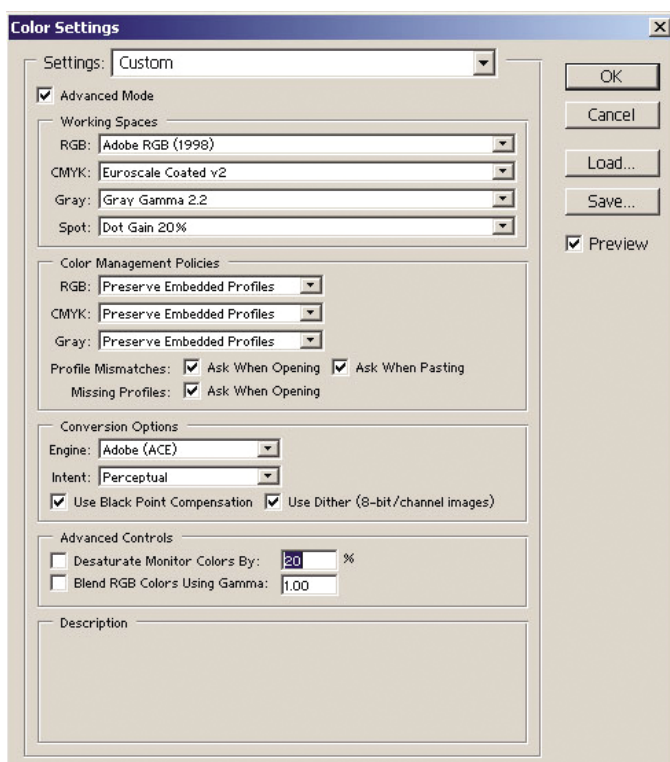 Color Settings
Settings: Custom
OK
Advanced Mode
Cancel
Working Spaces
RGB: Adobe RGB (1998)
CMYK: Euroscale Coated v2
Load...
Gray: Gray Gamma 2.2
Save...
Spot: Dot Gain 20%
Preview
Color Management Policies
RGB: Preserve Embedded Profiles
CMYK: Preserve Embedded Profiles
Gray: Preserve Embedded Profiles
Profile Mismatches: Ask When Opening Ask When Pasting
Missing Profiles: Ask When Opening
Conversion Options
Engine: Adobe (ACE)
Intent: Perceptual
Use Black Point Compensation Use Dither (8-bit/channel images)
Advanced Controls
Desaturate Monitor Colors By: 20 %
Blend RGB Colors Using Gamma: 1.00
Description